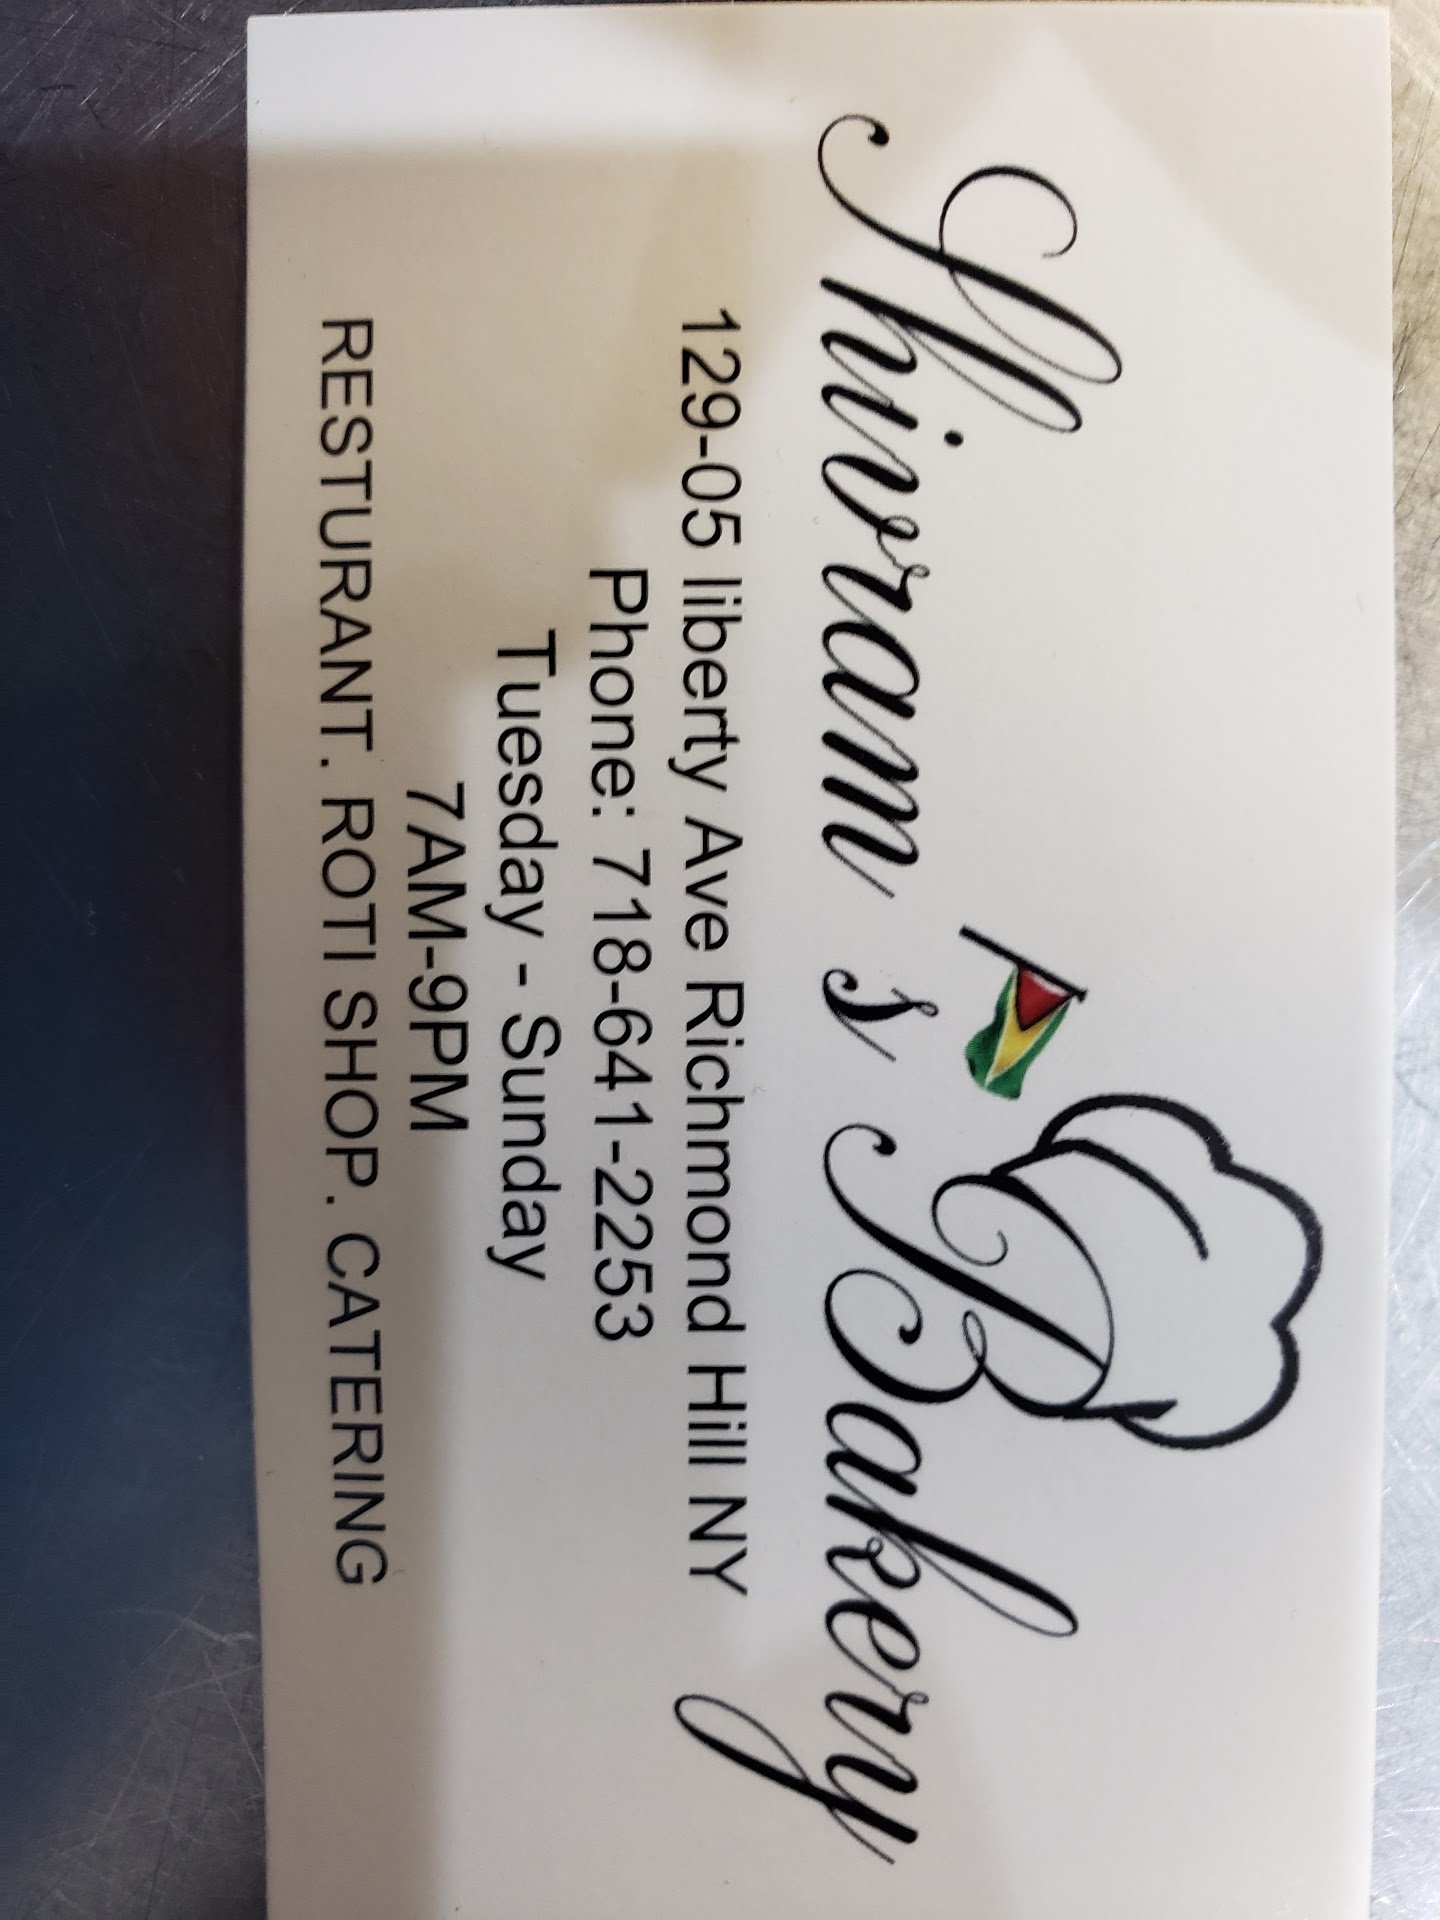 Shivram s Bakery
129-05 liberty Ave Richmond Hill NY
Phone: 718-641-2253
Tuesday - Sunday
7AM-9PM
RESTURANT. ROTI SHOP. CATERING